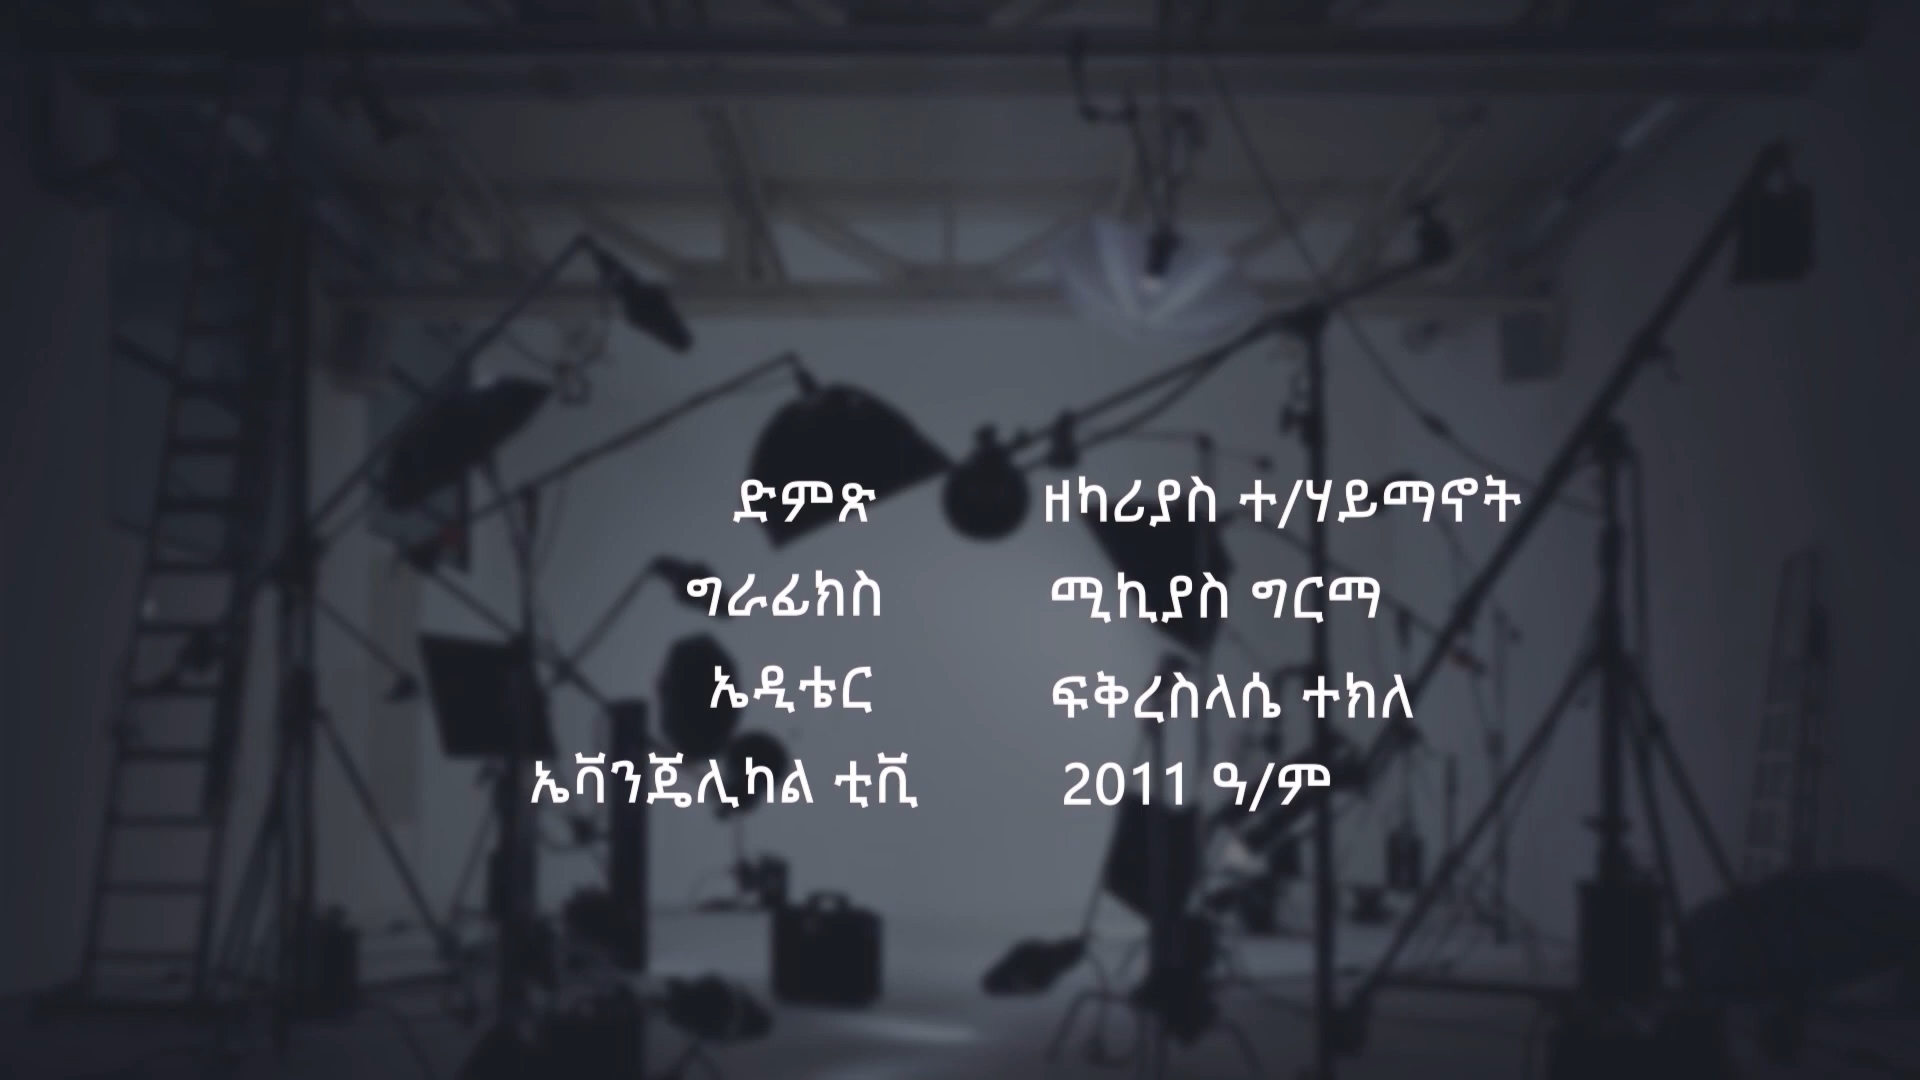 ድምጽ ዘካሪያስ ተ/ሃይማኖት
ግራፊክስ ሚኪያስ ግርማ
ኤዲቴር ፍቅረስላሴ ተክለ
ኤቫንጄሊካል ቲቪ 2011 ዓ/ም